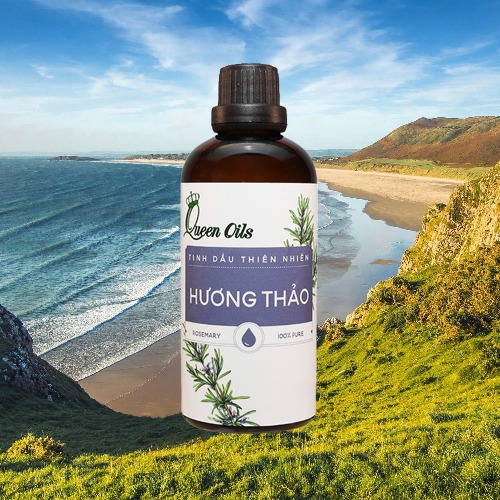 Queen Oils
TINH DẦU THIÊN NHIÊN
HƯƠNG THẢO
ROSEMARY 100% PURE